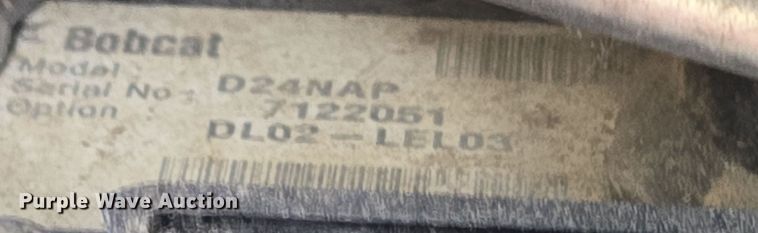 Bobcat
Model : D24NAP
Serial No : 7122051
Option DL02-LEL03
Purple Wave Auction